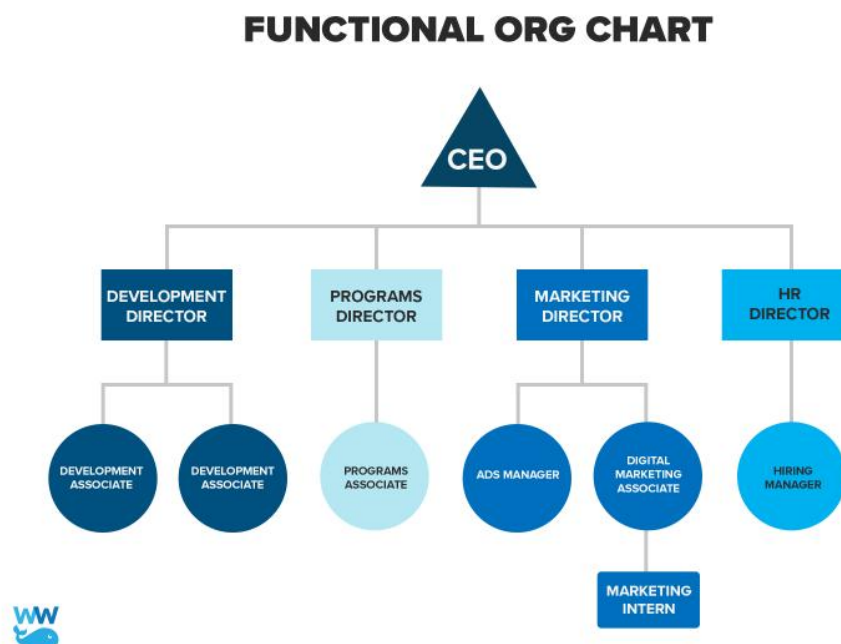 FUNCTIONAL ORG CHART
CEO
DEVELOPMENT
DIRECTOR
PROGRAMS
DIRECTOR
MARKETING
DIRECTOR
HR
DIRECTOR
DEVELOPMENT
ASSOCIATE
DEVELOPMENT
ASSOCIATE
PROGRAMS
ASSOCIATE
ADS MANAGER
DIGITAL
MARKETING
ASSOCIATE
HIRING
MANAGER
MARKETING
INTERN
WW